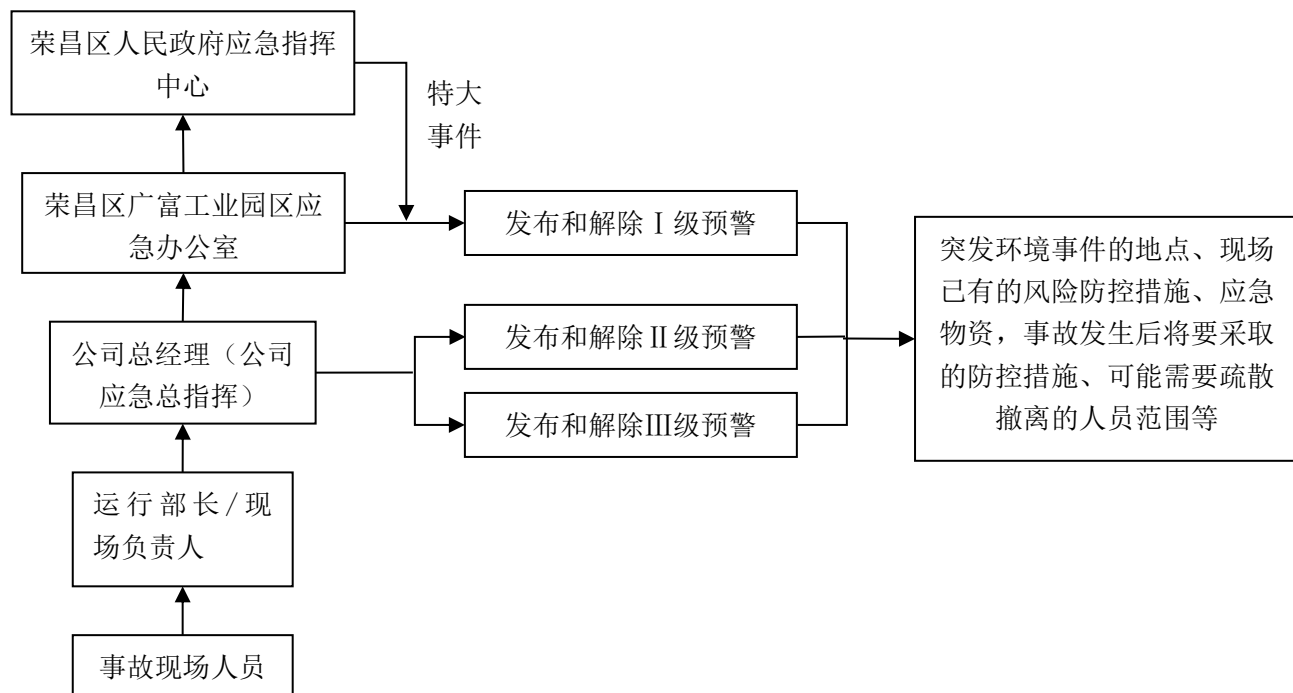 荣昌区人民政府应急指挥
中心
特大
事件
荣昌区广富工业园区应
急办公室
发布和解除Ⅰ级预警
突发环境事件的地点、现场
已有的风险防控措施、应急
物资，事故发生后将要采取
的防控措施、可能需要疏散
撤离的人员范围等
公司总经理（公司
应急总指挥）
发布和解除Ⅱ级预警
发布和解除Ⅲ级预警
运行部长/现
场负责人
事故现场人员